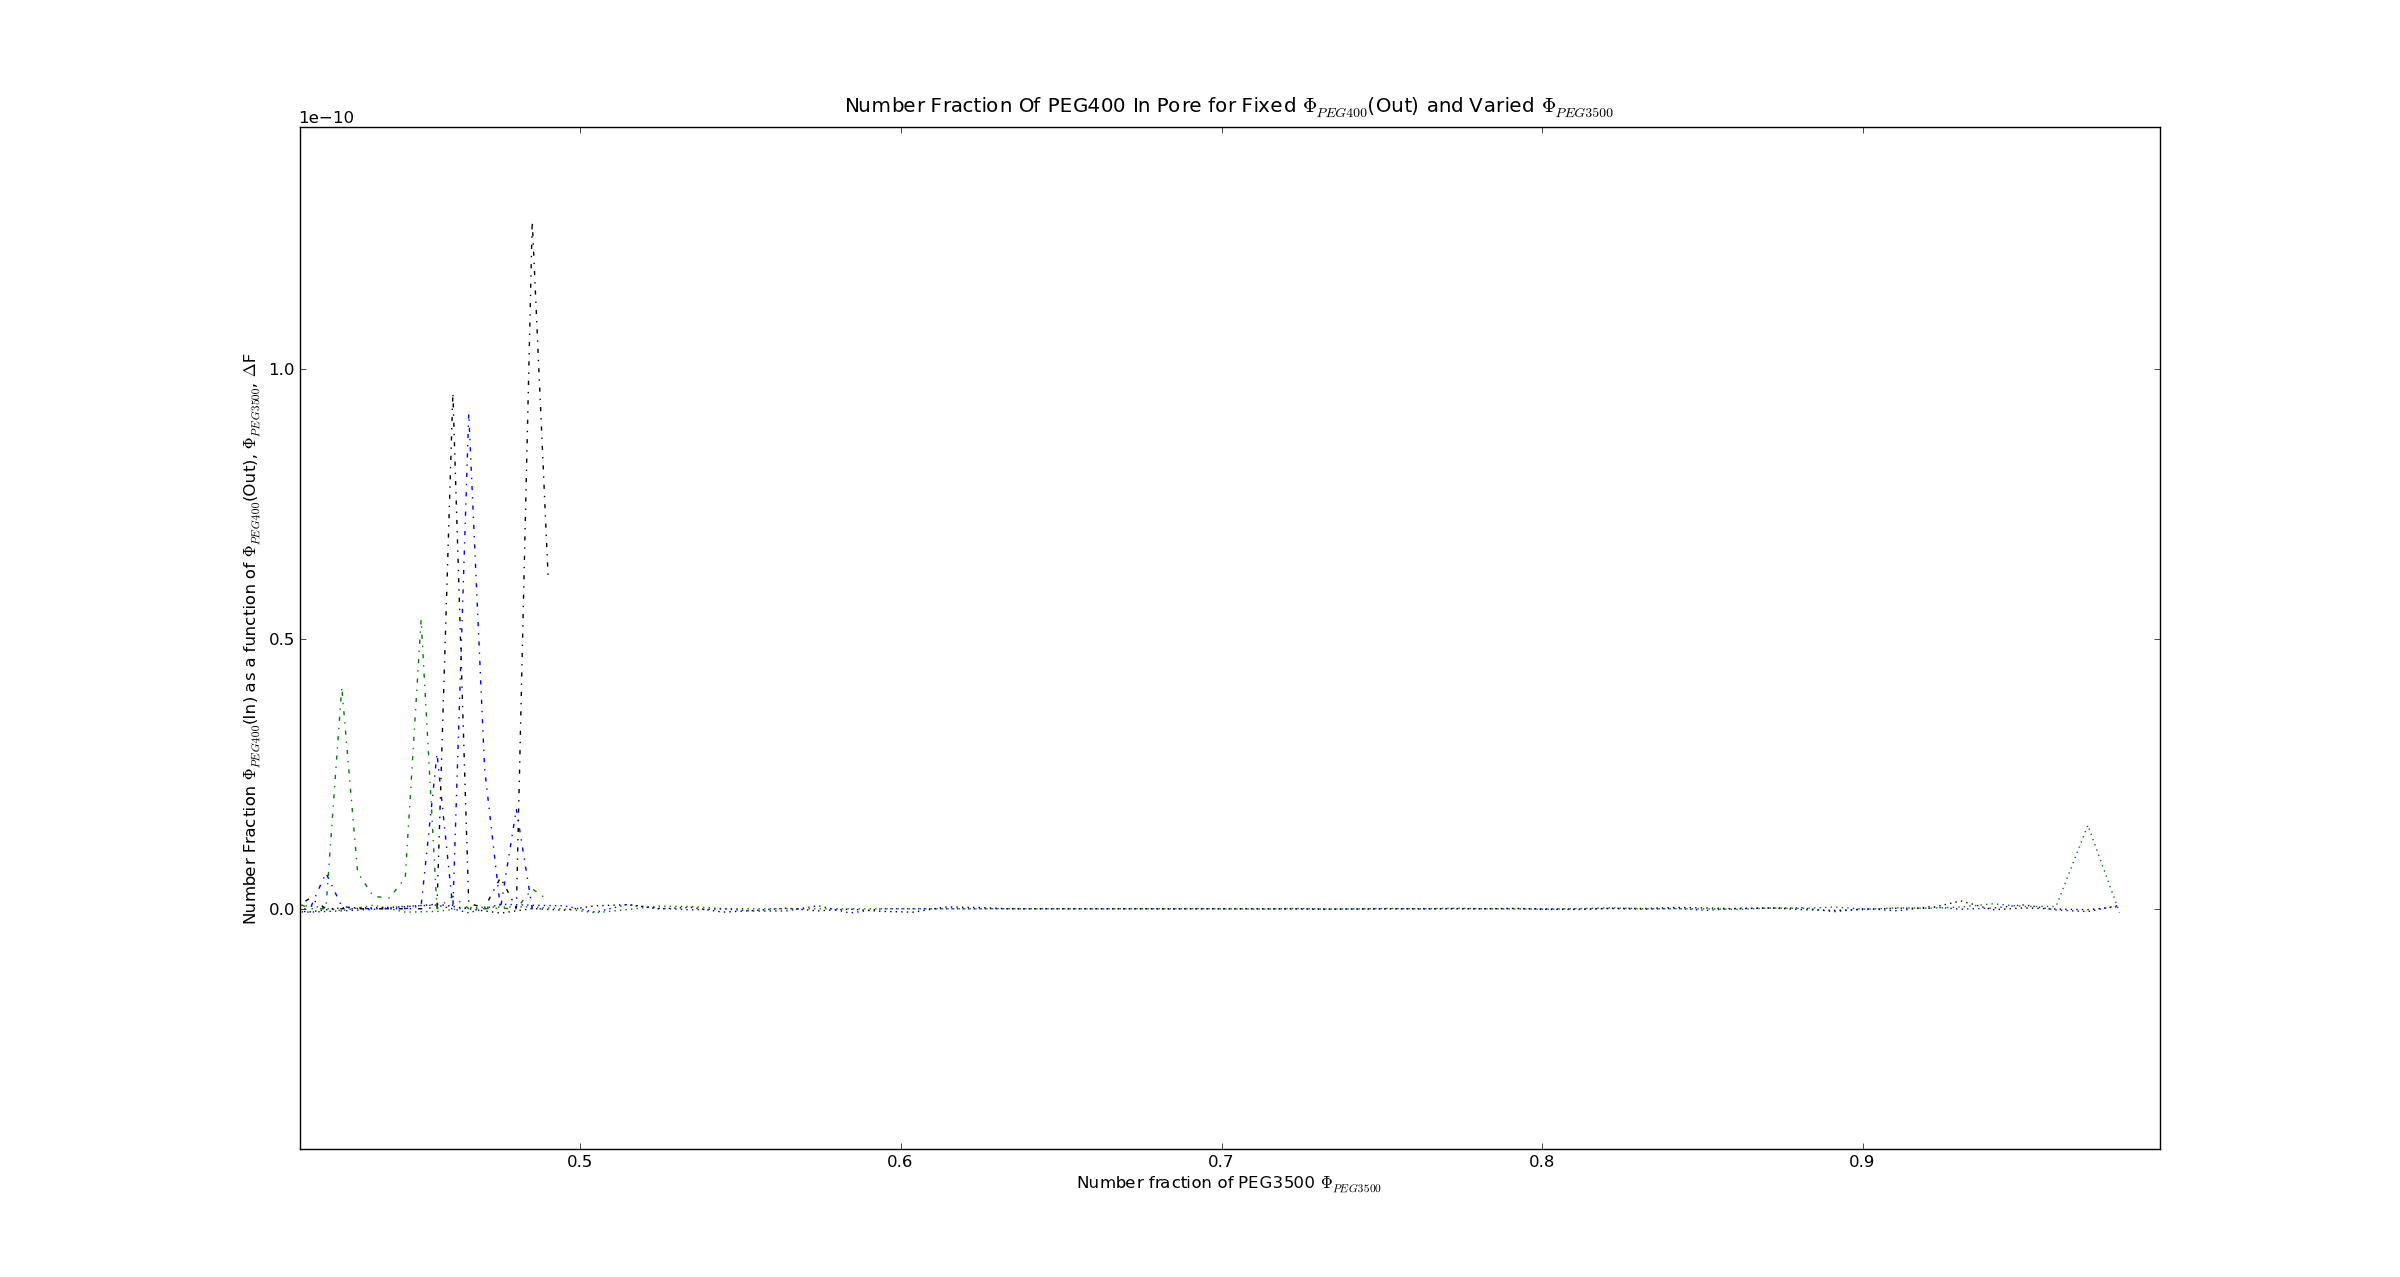 Number Fraction Of PEG400 In Pore for Fixed Φ_PEG400(Out) and Varied Φ_PEG3500
1e−10
1.0
0.5
0.0
Number Fraction Φ_PEG400(In) as a function of Φ_PEG400(Out), Φ_PEG3500, ΔF
0.5 0.6 0.7 0.8 0.9
Number fraction of PEG3500 Φ_PEG3500